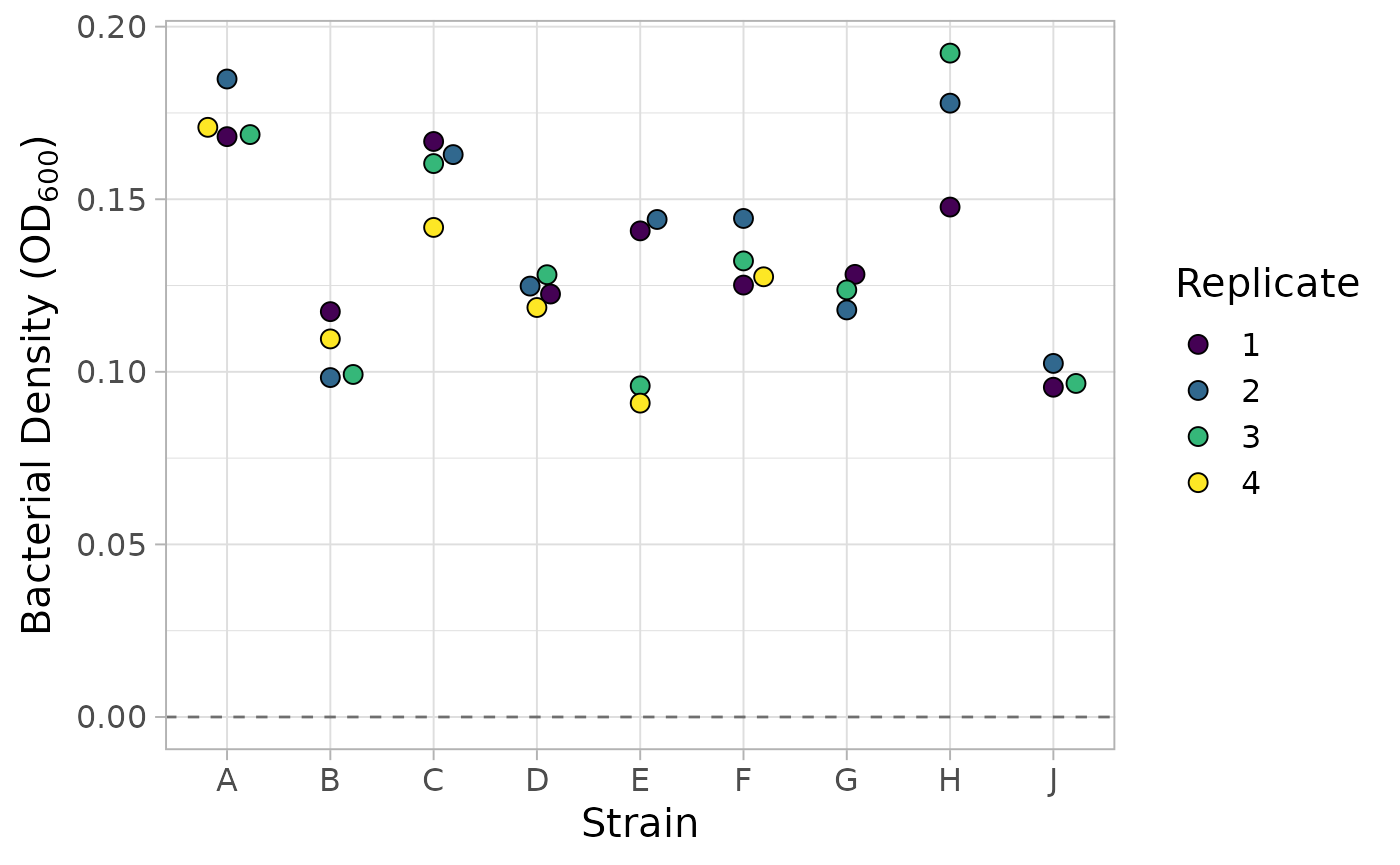 0.20
0.15
0.10
0.05
0.00
Bacterial Density (OD₆₀₀)
A B C D E F G H J
Strain
Replicate
1
2
3
4